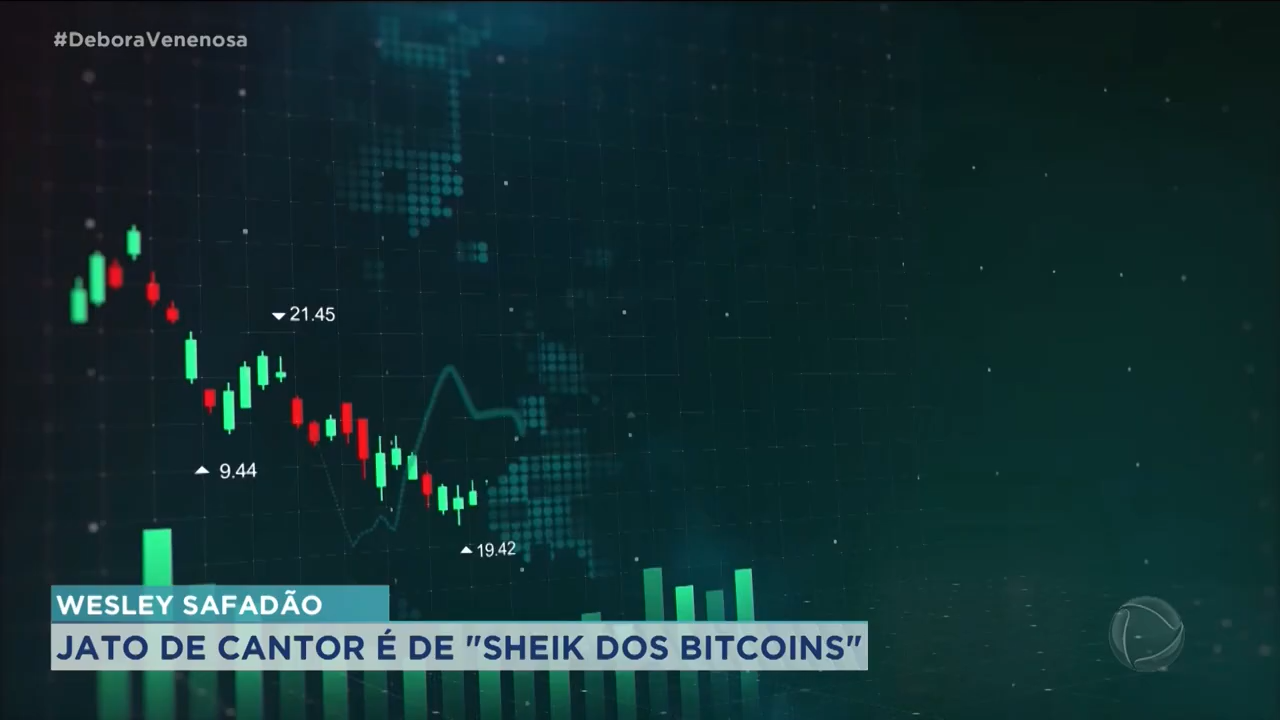 #DeboraVenenosa
▼21.45
▲ 9.44
▲19.42
WESLEY SAFADÃO
JATO DE CANTOR É DE "SHEIK DOS BITCOINS"